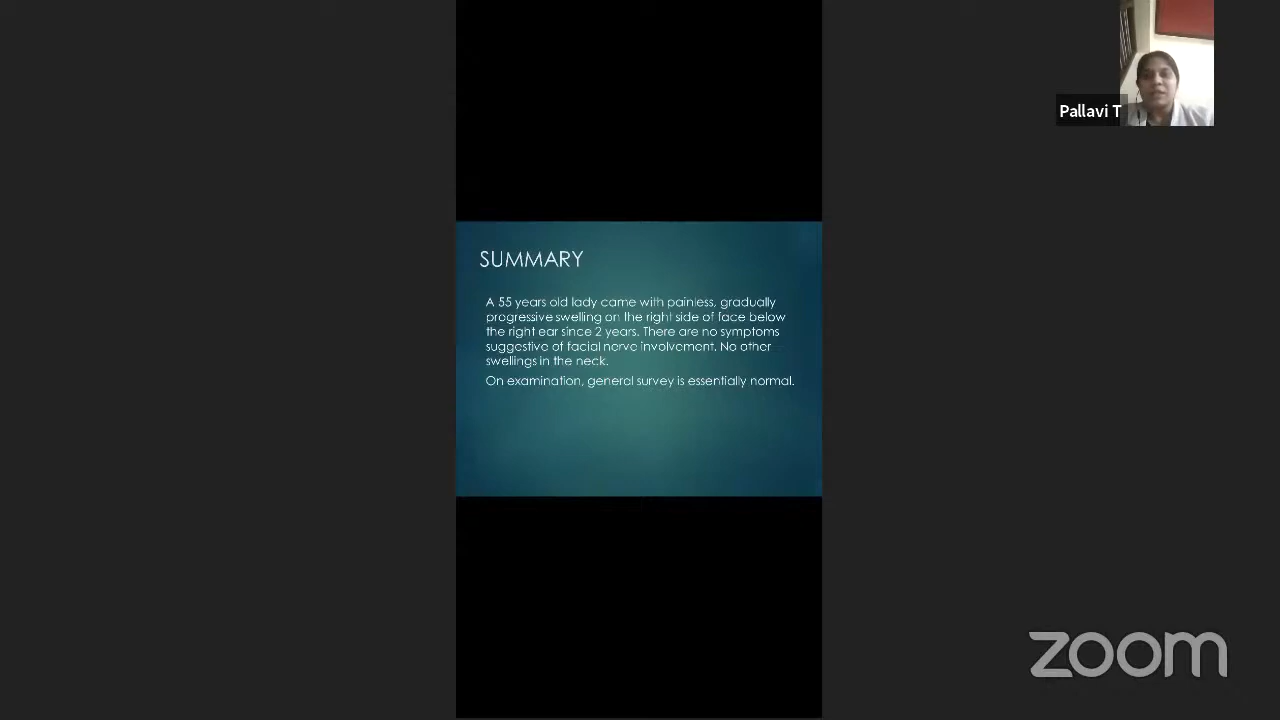 Pallavi T
SUMMARY
A 55 years old lady came with painless, gradually
progressive swelling on the right side of face below
the right ear since 2 years. There are no symptoms
suggestive of facial nerve involvement. No other
swellings in the neck.
On examination, general survey is essentially normal.
zoom